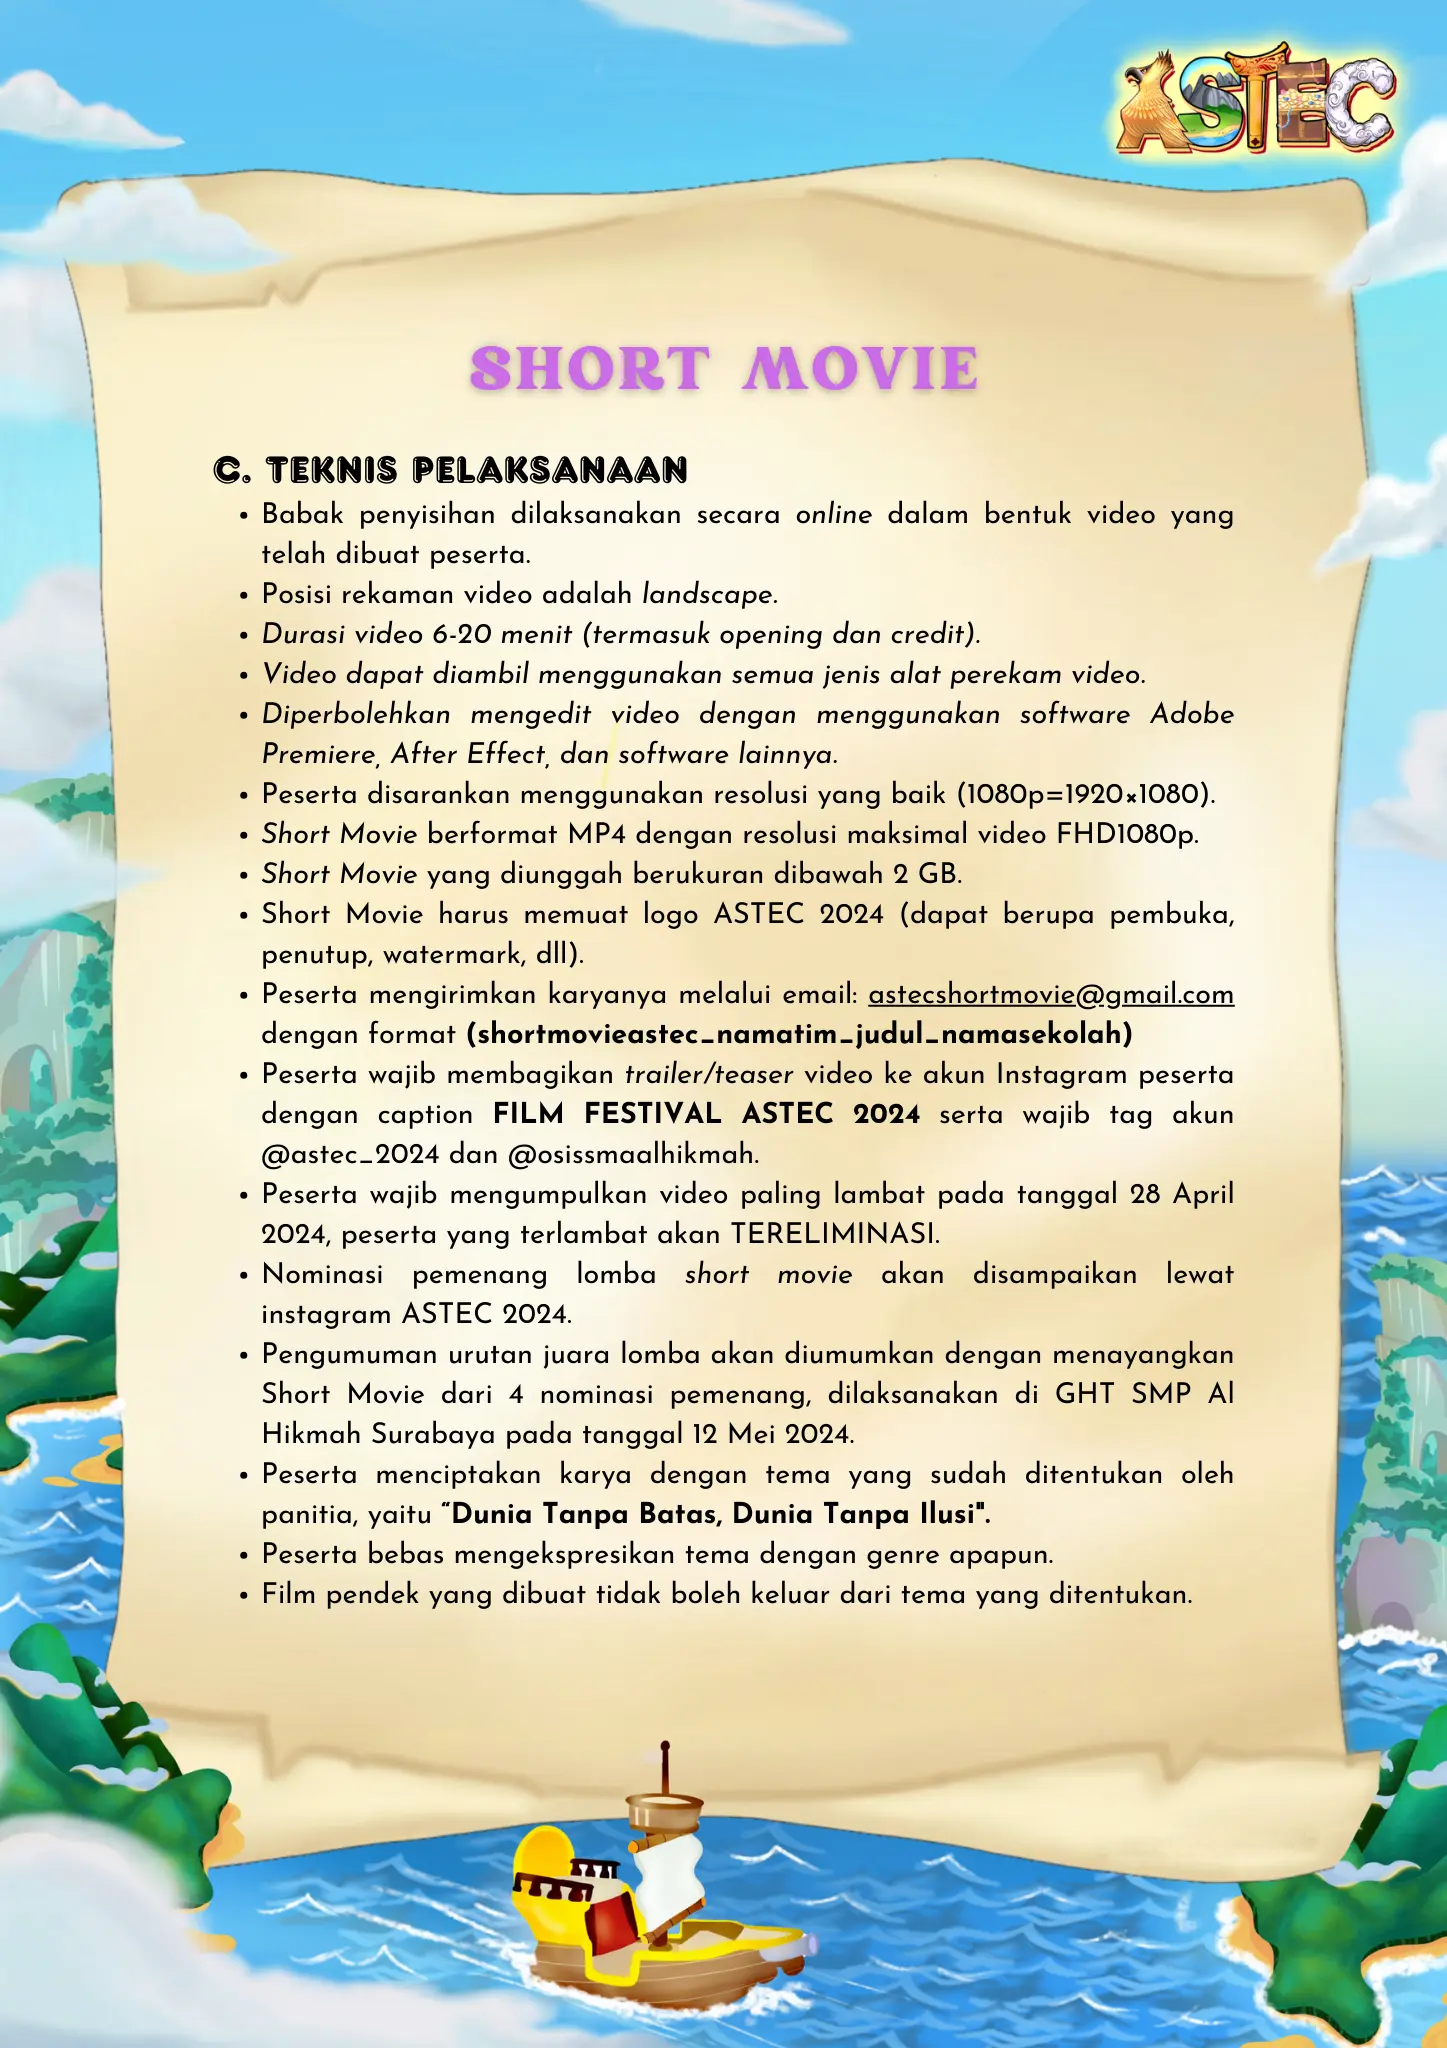 ASTEC
SHORT MOVIE
C. TEKNIS PELAKSANAAN
• Babak penyisihan dilaksanakan secara online dalam bentuk video yang
telah dibuat peserta.
• Posisi rekaman video adalah landscape.
• Durasi video 6-20 menit (termasuk opening dan credit).
• Video dapat diambil menggunakan semua jenis alat perekam video.
• Diperbolehkan mengedit video dengan menggunakan software Adobe
Premiere, After Effect, dan software lainnya.
• Peserta disarankan menggunakan resolusi yang baik (1080p=1920×1080).
• Short Movie berformat MP4 dengan resolusi maksimal video FHD1080p.
• Short Movie yang diunggah berukuran dibawah 2 GB.
• Short Movie harus memuat logo ASTEC 2024 (dapat berupa pembuka,
penutup, watermark, dll).
• Peserta mengirimkan karyanya melalui email: astecshortmovie@gmail.com
dengan format (shortmovieastec_namatim_judul_namasekolah)
• Peserta wajib membagikan trailer/teaser video ke akun Instagram peserta
dengan caption FILM FESTIVAL ASTEC 2024 serta wajib tag akun
@astec_2024 dan @osissmaalhikmah.
• Peserta wajib mengumpulkan video paling lambat pada tanggal 28 April
2024, peserta yang terlambat akan TERELIMINASI.
• Nominasi pemenang lomba short movie akan disampaikan lewat
instagram ASTEC 2024.
• Pengumuman urutan juara lomba akan diumumkan dengan menayangkan
Short Movie dari 4 nominasi pemenang, dilaksanakan di GHT SMP Al
Hikmah Surabaya pada tanggal 12 Mei 2024.
• Peserta menciptakan karya dengan tema yang sudah ditentukan oleh
panitia, yaitu “Dunia Tanpa Batas, Dunia Tanpa Ilusi".
• Peserta bebas mengekspresikan tema dengan genre apapun.
• Film pendek yang dibuat tidak boleh keluar dari tema yang ditentukan.